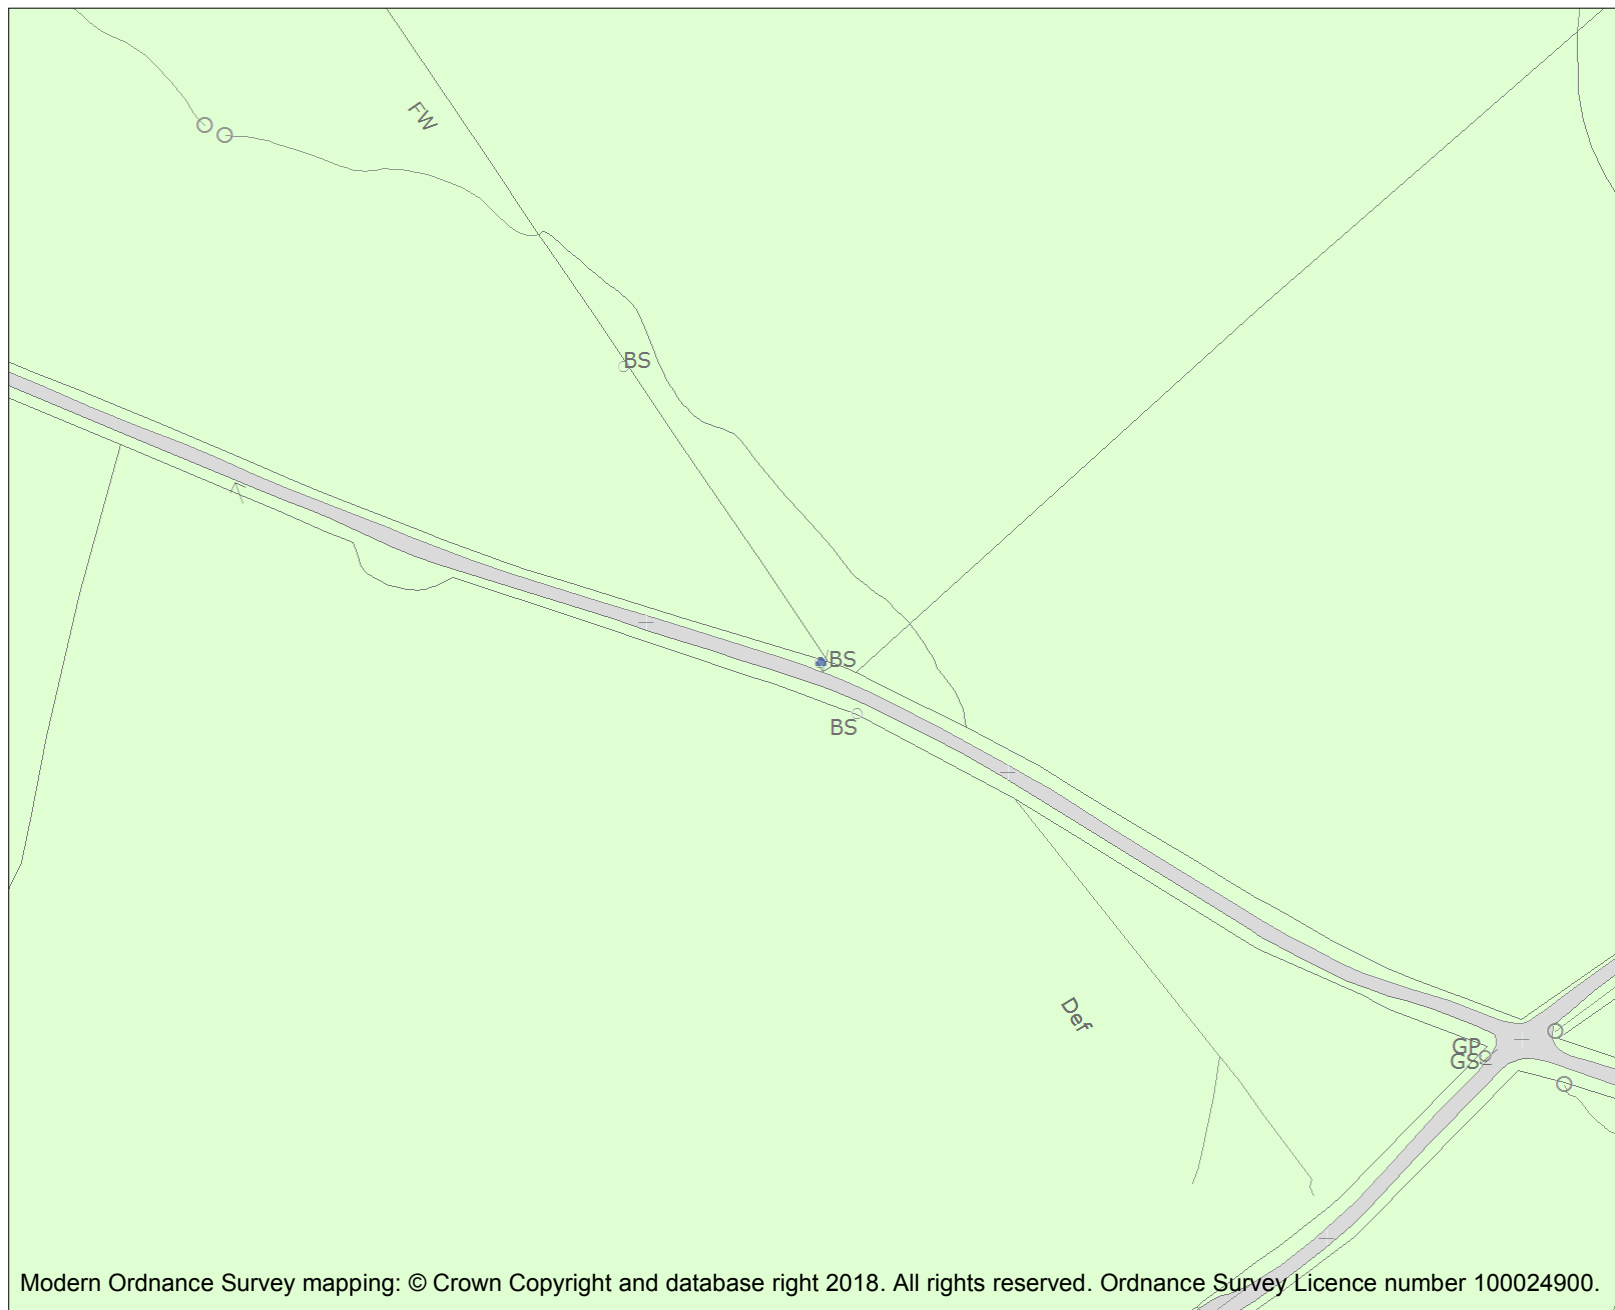 FW
BS
BS
BS
Def
GP
GS
Modern Ordnance Survey mapping: © Crown Copyright and database right 2018. All rights reserved. Ordnance Survey Licence number 100024900.